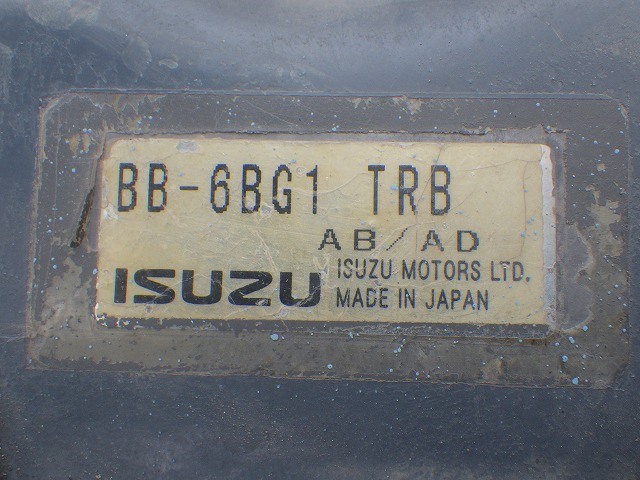 BB-6BG1 TRB
AB/AD
ISUZU
ISUZU MOTORS LTD.
MADE IN JAPAN